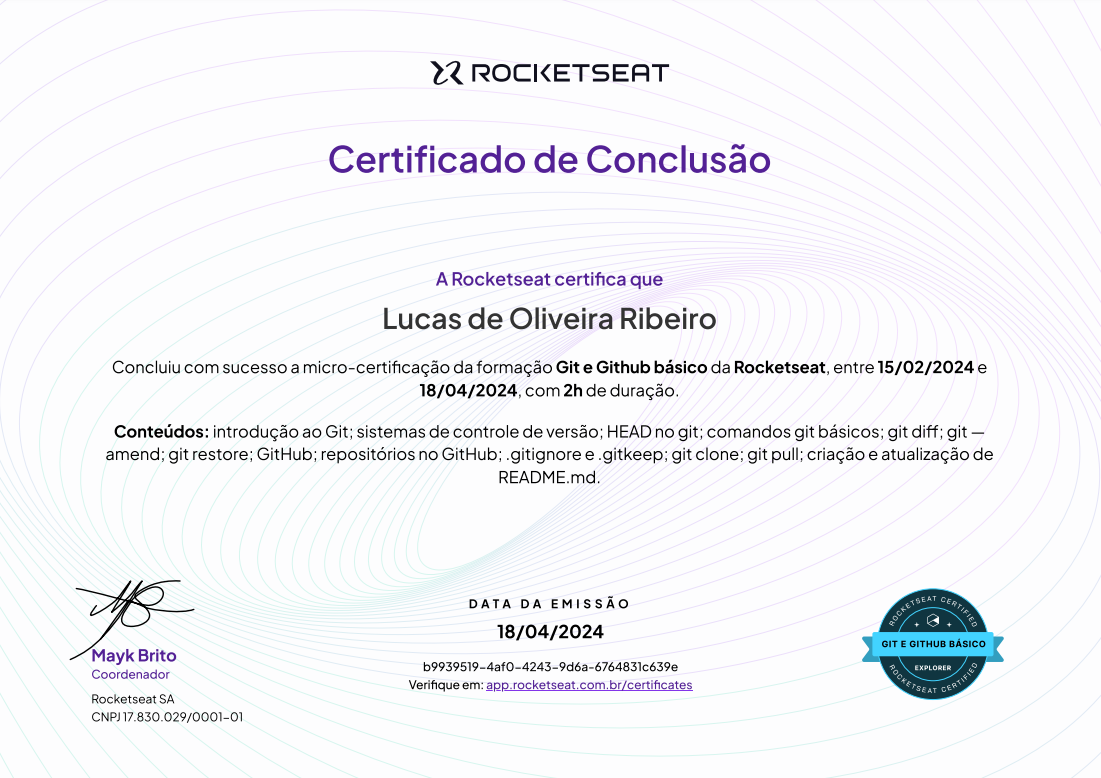 ROCKETSEAT
Certificado de Conclusão
A Rocketseat certifica que
Lucas de Oliveira Ribeiro
Concluiu com sucesso a micro-certificação da formação Git e Github básico da Rocketseat, entre 15/02/2024 e
18/04/2024, com 2h de duração.
Conteúdos: introdução ao Git; sistemas de controle de versão; HEAD no git; comandos git básicos; git diff; git —
amend; git restore; GitHub; repositórios no GitHub; .gitignore e .gitkeep; git clone; git pull; criação e atualização de
README.md.
Mayk Brito
Coordenador
Rocketseat SA
CNPJ 17.830.029/0001-01
DATA DA EMISSÃO
18/04/2024
b9939519-4af0-4243-9d6a-6764831c639e
Verifique em: app.rocketseat.com.br/certificates
ROCKETSEAT CERTIFIED
GIT E GITHUB BÁSICO
EXPLORER
ROCKETSEAT CERTIFIED